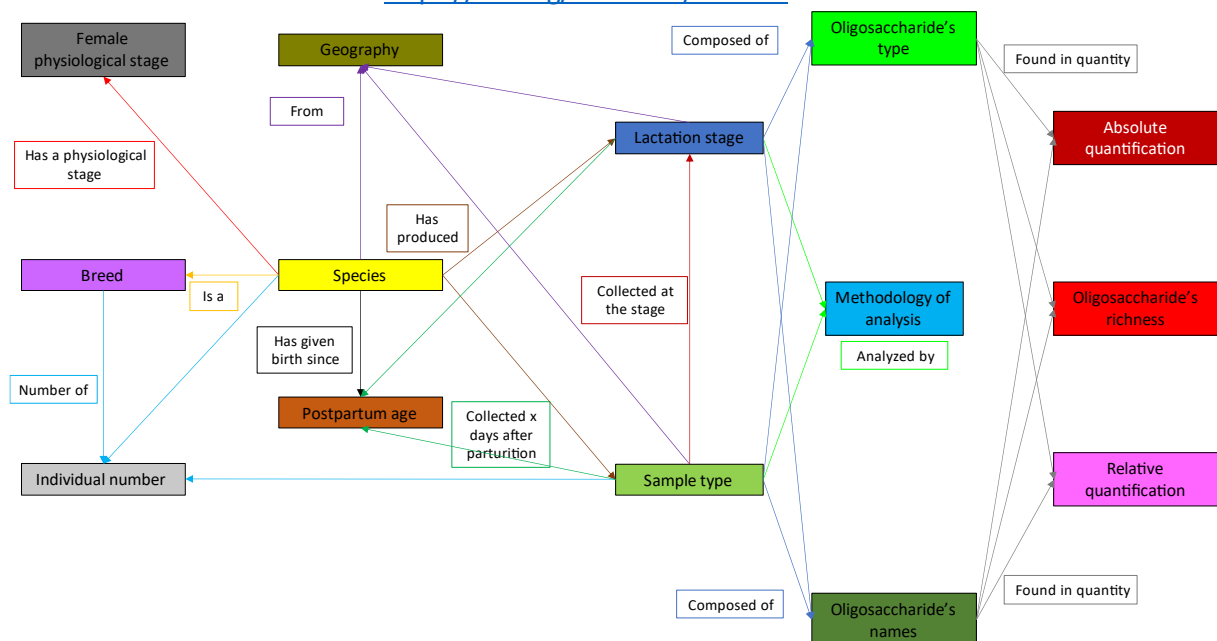 Female
physiological stage
Geography
Composed of
Oligosaccharide's
type
Found in quantity
From
Lactation stage
Absolute
quantification
Has a physiological
stage
Has
produced
Breed
Is a
Species
Collected at
the stage
Methodology of
analysis
Oligosaccharide's
richness
Has given
birth since
Analyzed by
Number of
Postpartum age
Collected x
days after
parturition
Individual number
Sample type
Relative
quantification
Composed of
Oligosaccharide's
names
Found in quantity